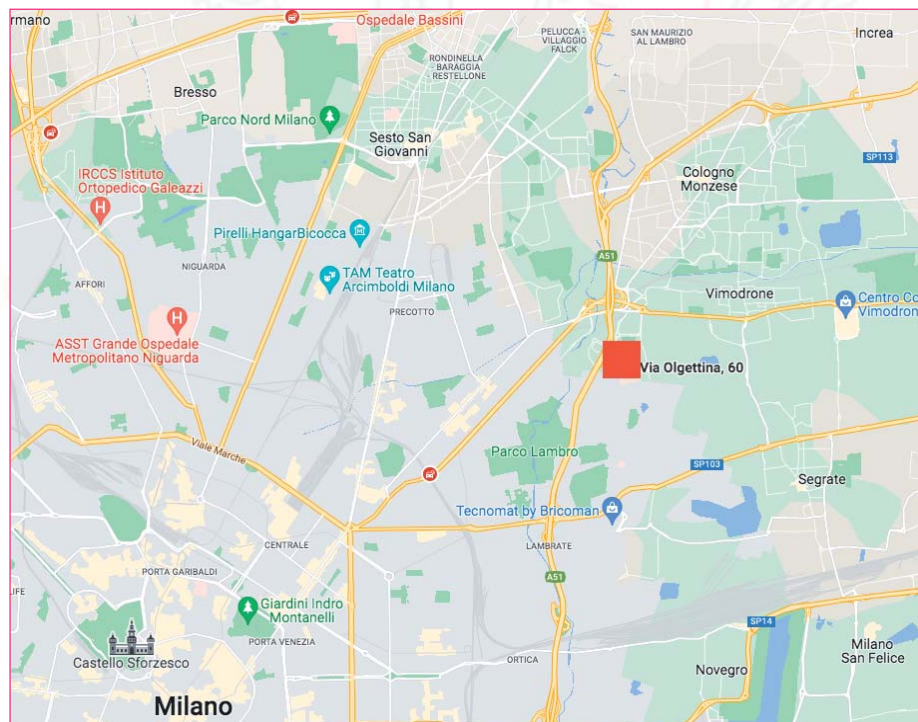 rmano
Ospedale Bassini
PELUCCA -
VILLAGGIO
FALCK
SAN MAURIZIO
AL LAMBRO
Increa
RONDINELLA
- BARAGGIA
- RESTELLONE
Bresso
Parco Nord Milano
Sesto San
Giovanni
SP113
Cologno
Monzese
IRCCS Istituto
Ortopedico Galeazzi
Pirelli HangarBicocca
A51
NIGUARDA
TAM Teatro
Arcimboldi Milano
AFFORI
Vimodrone
Centro Co
Vimodron
PRECOTTO
ASST Grande Ospedale
Metropolitano Niguarda
Via Olgettina, 60
Viale Marche
Parco Lambro
SP103
Segrate
Tecnomat by Bricoman
CENTRALE
LAMBRATE
PORTA GARIBALDI
A51
LIFE
Giardini Indro
Montanelli
SP14
PORTA VENEZIA
Castello Sforzesco
ORTICA
Milano
San Felice
Novegro
Milano